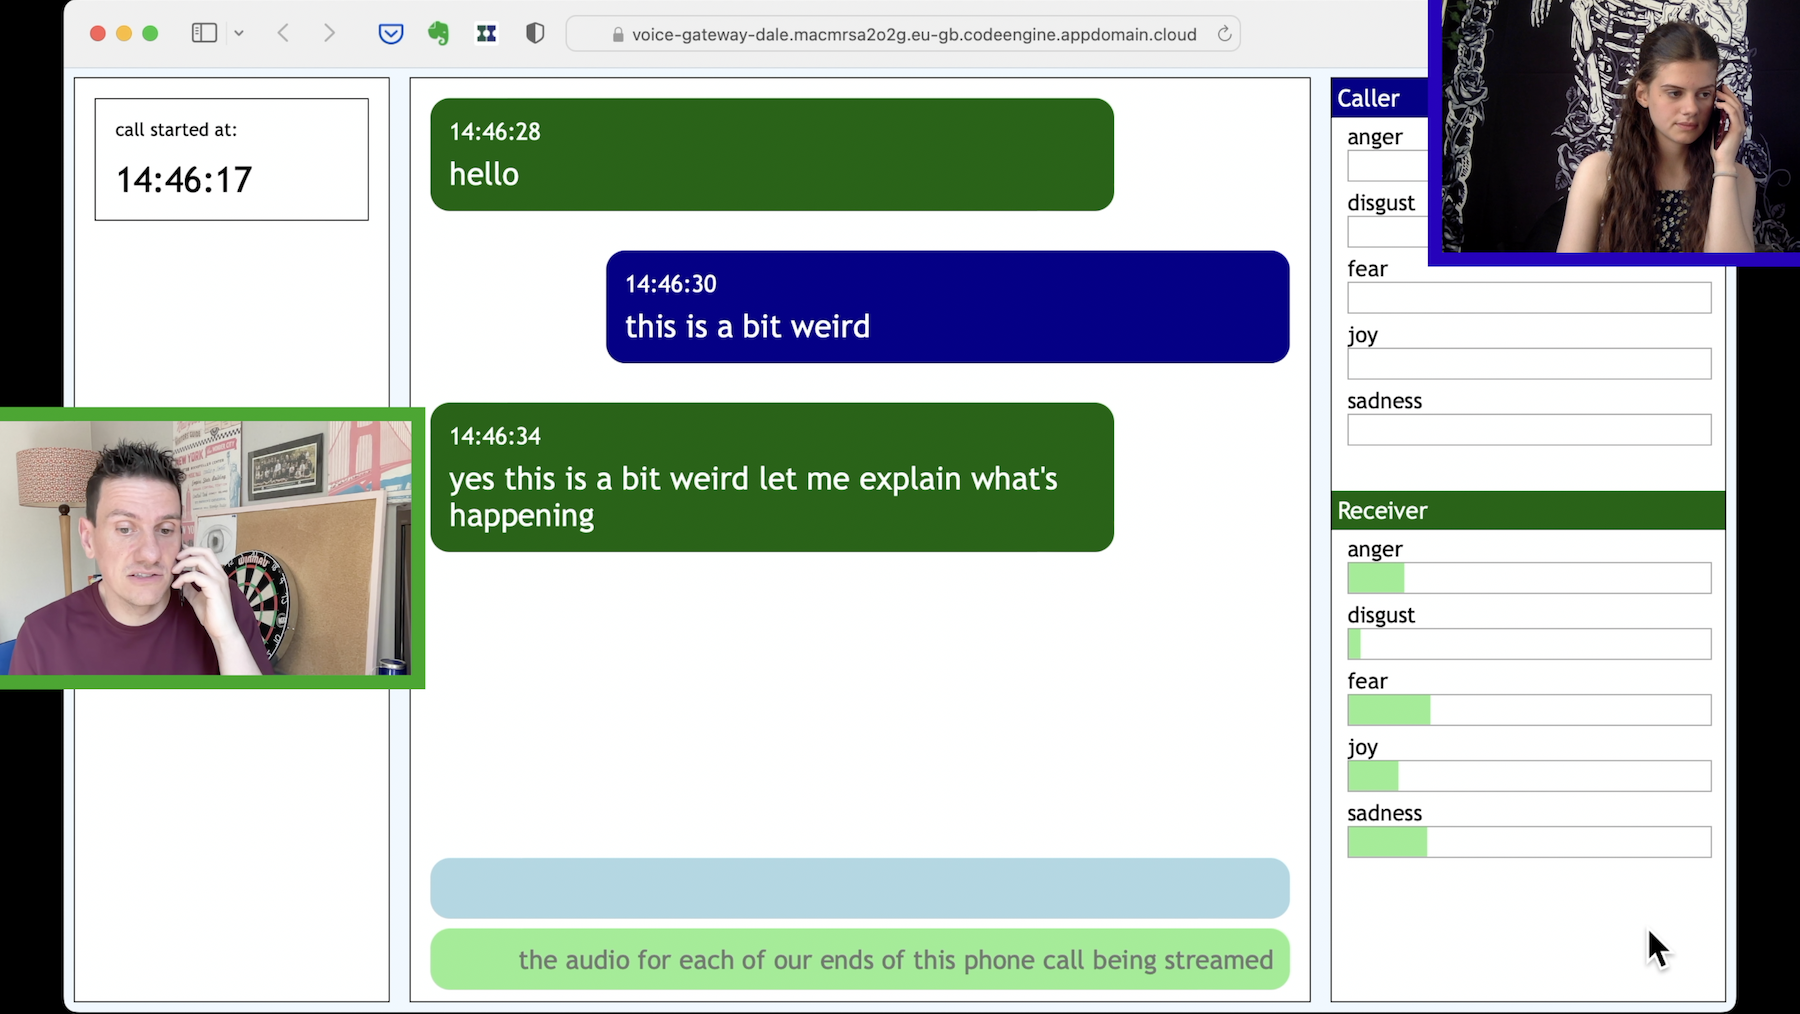 voice-gateway-dale.macmrsa2o2g.eu-gb.codeengine.appdomain.cloud
call started at:
14:46:17
14:46:28
hello
14:46:30
this is a bit weird
14:46:34
yes this is a bit weird let me explain what's
happening
the audio for each of our ends of this phone call being streamed
Caller
anger
disgust
fear
joy
sadness
Receiver
anger
disgust
fear
joy
sadness
NEW YORK
WINMAU